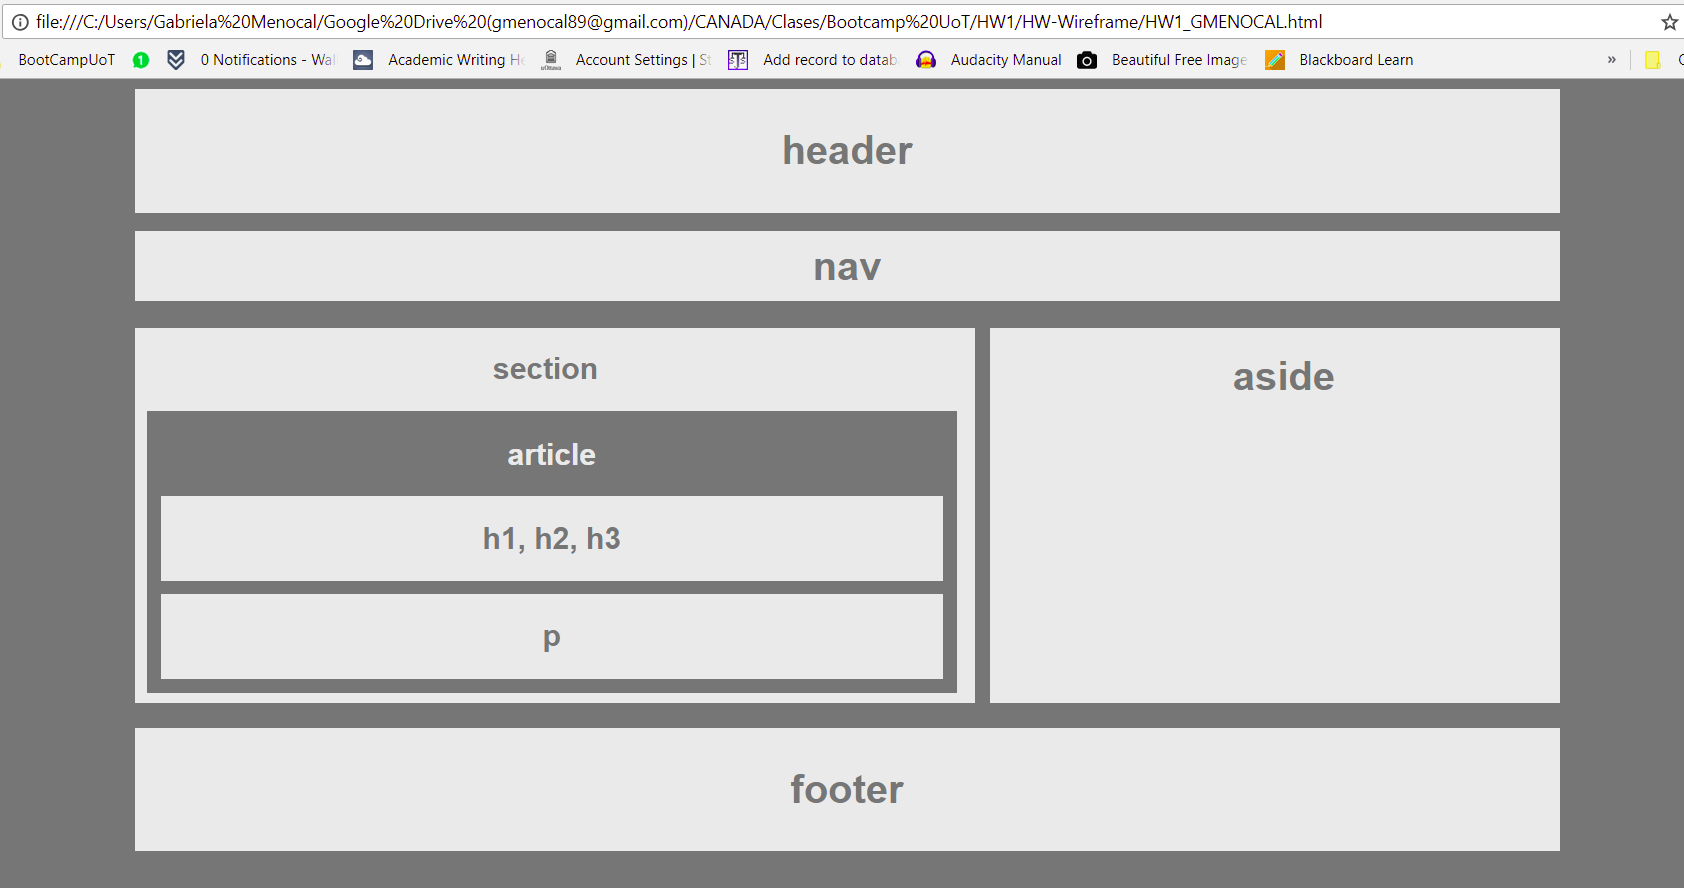 file:///C:/Users/Gabriela%20Menocal/Google%20Drive%20(gmenocal89@gmail.com)/CANADA/Clases/Bootcamp%20UoT/HW1/HW-Wireframe/HW1_GMENOCAL.html
BootCampUoT 1 0 Notifications - Wal Academic Writing He Account Settings | St Add record to datab Audacity Manual Beautiful Free Image Blackboard Learn »
header
nav
section
aside
article
h1, h2, h3
p
footer